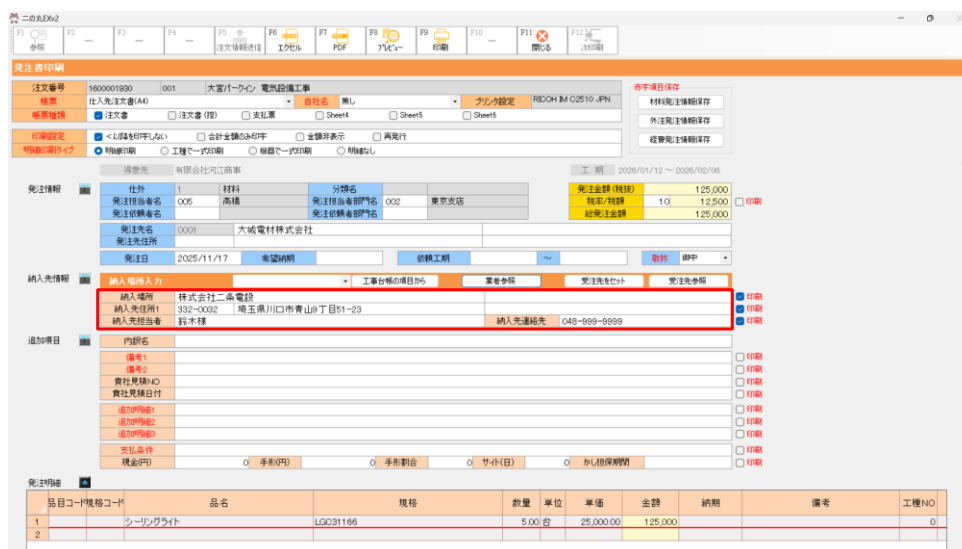 二の丸EXv2
F1 参照 F2 F3 F4 F5 注文情報送信 F6 エクセル F7 PDF F8 プレビュー F9 印刷 F10 F11 閉じる F12 次印刷
発注書印刷
注文番号 1600001930 001 大宮パークイン 電気設備工事
赤字項目保存
帳票 仕入先注文書(A4) 自社名 無し プリンタ設定 RICOH IM C2510 JPN
材料発注情報保存
帳票種類 注文書 注文書(控) 支払票 Sheet4 Sheet5 Sheet6
外注発注情報保存
印刷設定 <以降を印字しない 合計金額のみ印字 金額非表示 再発行
経費発注情報保存
明細印刷タイプ 明細印刷 工種で一式印刷 機器で一式印刷 明細なし
得意先 有限会社河江商事 工 期 2026/01/12 ~ 2026/02/06
発注情報 仕外 1 材料 分類名 発注金額(税抜) 125,000
発注担当者名 005 高橋 発注担当者部門名 002 東京支店 税率/税額 10 12,500 印刷
発注依頼者名 発注依頼者部門名 総発注金額 125,000
発注先名 0001 大城電材株式会社
発注先住所
発注日 2025/11/17 希望納期 依頼工期 ~ 敬称 御中
納入先情報 納入場所入力 工事台帳の項目から 業者参照 受注先をセット 受注先参照
納入場所 株式会社二条電設 印刷
納入先住所1 332-0032 埼玉県川口市青山9丁目51-23 印刷
納入先担当者 鈴木様 納入先連絡先 048-999-9999 印刷
追加項目 内訳名
備考1 印刷
備考2 印刷
貴社見積NO 印刷
貴社見積日付 印刷
追加明細1 印刷
追加明細2 印刷
追加明細3 印刷
支払条件 印刷
現金(円) 0 手形(円) 0 手形割合 0 サイト(日) 0 かし担保期間 印刷
発注明細
品目コード 規格コード 品名 規格 数量 単位 単価 金額 納期 備考 工種NO
1 シーリングライト LGC31166 5.00 台 25,000.00 125,000 0
2